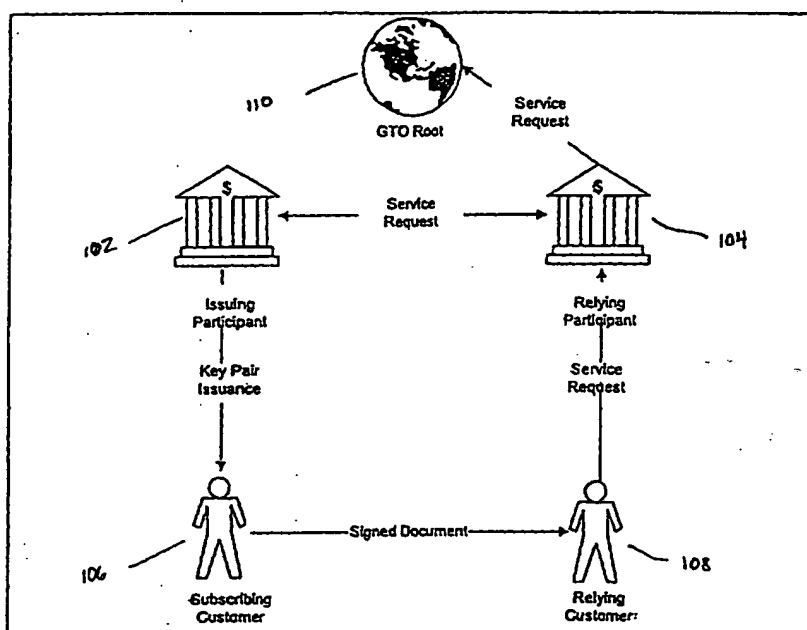 110
GTO Root
Service
Request
$
$
102
Service
Request
104
Issuing
Participant
Relying
Participant
Key Pair
Issuance
Service
Request
Signed Document
106
108
Subscribing
Customer
Relying
Customer